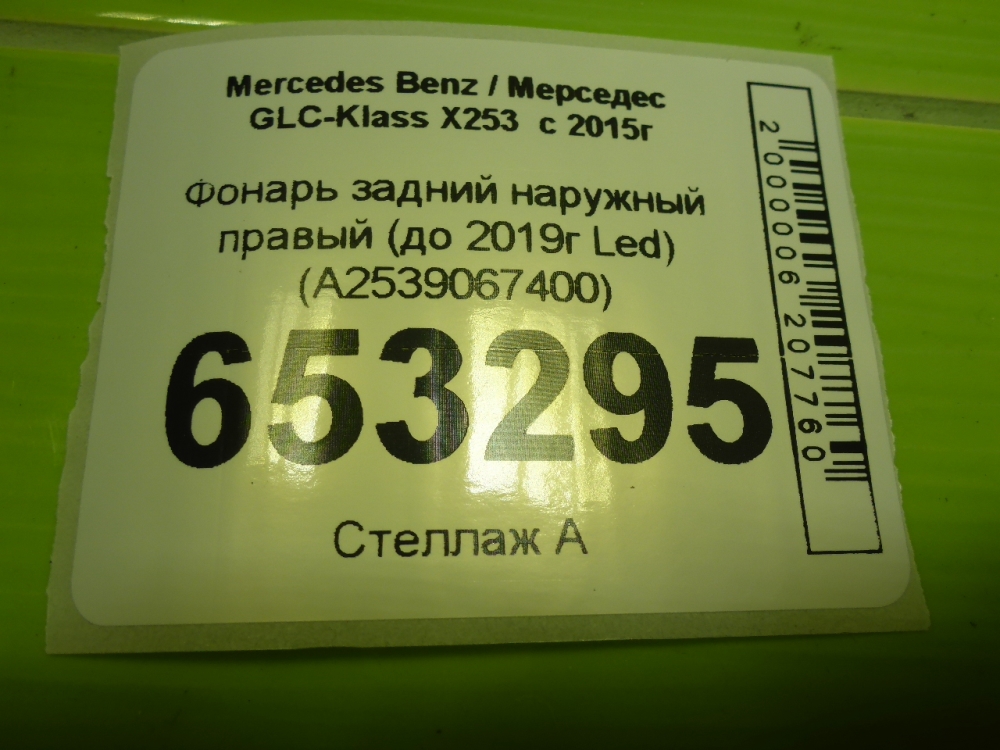 Mercedes Benz / Мерседес
GLC-Klass X253 с 2015г
Фонарь задний наружный
правый (до 2019г Led)
(A2539067400)
653295
Стеллаж А
2000006207760